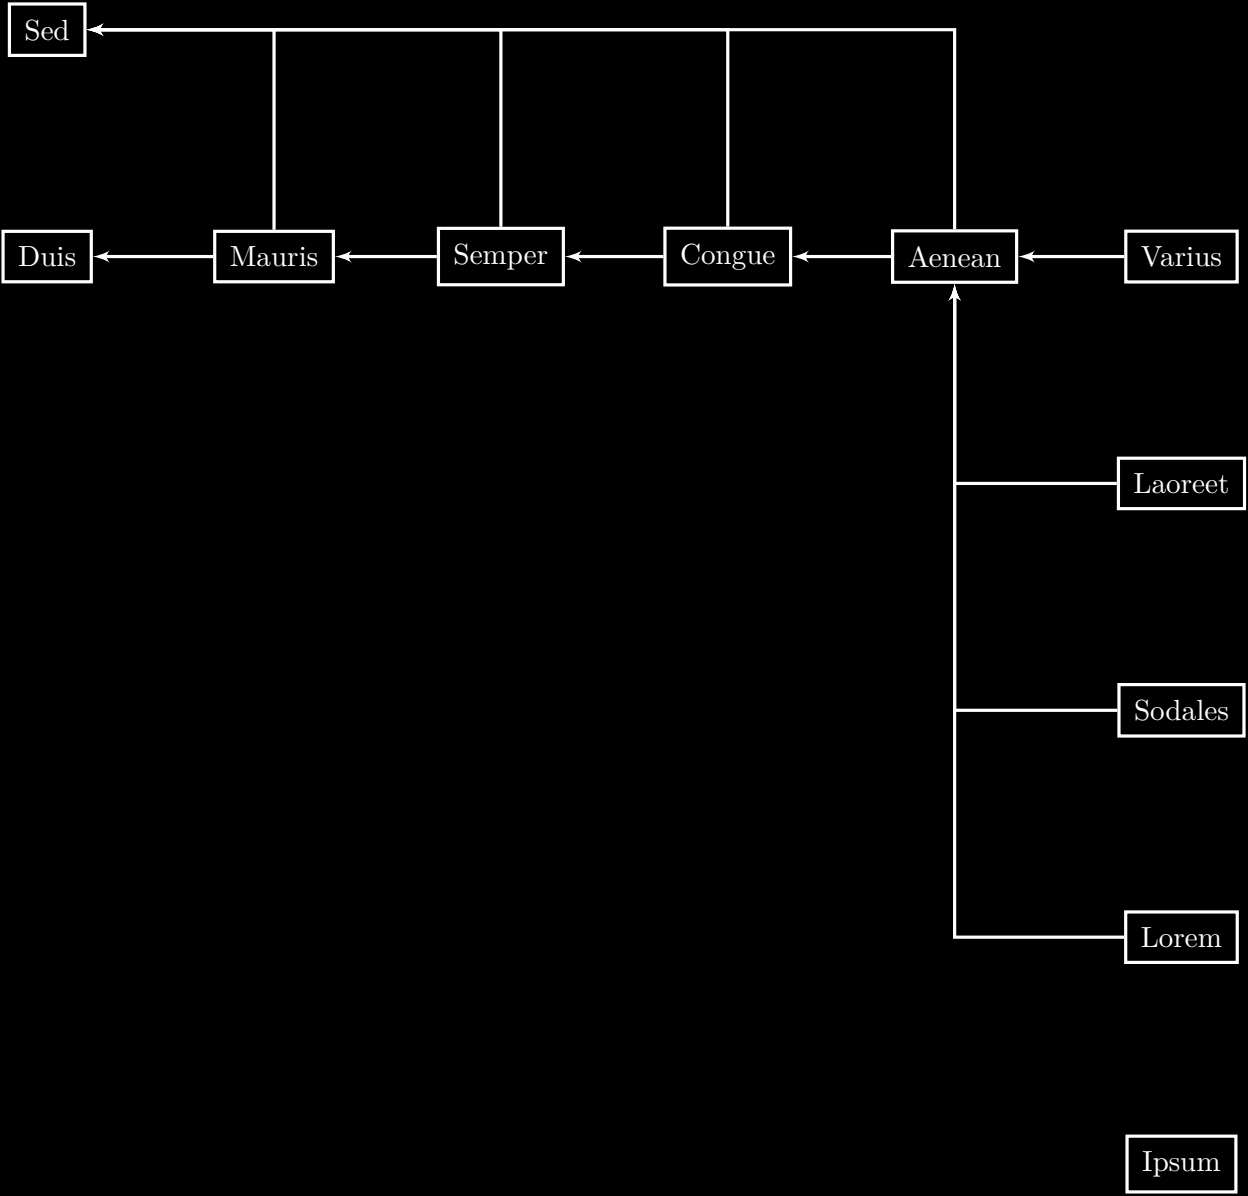 Sed
Duis
Mauris
Semper
Congue
Aenean
Varius
Laoreet
Sodales
Lorem
Ipsum